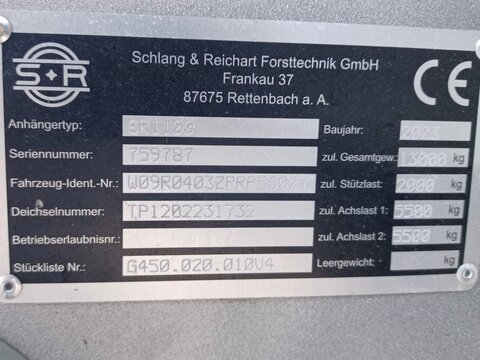 S R
Schlang & Reichart Forsttechnik GmbH
Frankau 37
87675 Rettenbach a. A.
CE
Anhängertyp: SR1100 Baujahr: 2023
Seriennummer: 759787 zul. Gesamtgew.: 13000 kg
Fahrzeug-Ident.-Nr.: zul. Stützlast: 2000 kg
Deichselnummer: TP1202231732 zul. Achslast 1: 5500 kg
Betriebserlaubnisnr.: zul. Achslast 2: 5500 kg
Stückliste Nr.: G450.020.010V4 Leergewicht: kg